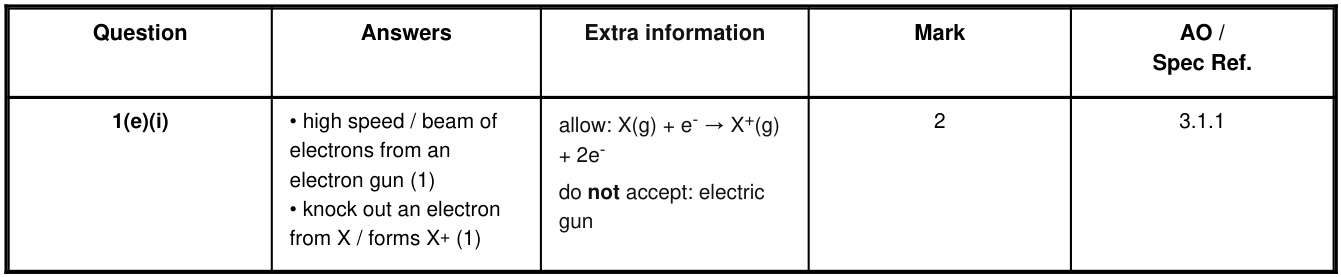 Question Answers Extra information Mark AO /
Spec Ref.
1(e)(i)
• high speed / beam of
electrons from an
electron gun (1)
• knock out an electron
from X / forms X+ (1)
allow: X(g) + e⁻ → X⁺(g)
+ 2e⁻
do not accept: electric
gun
2
3.1.1